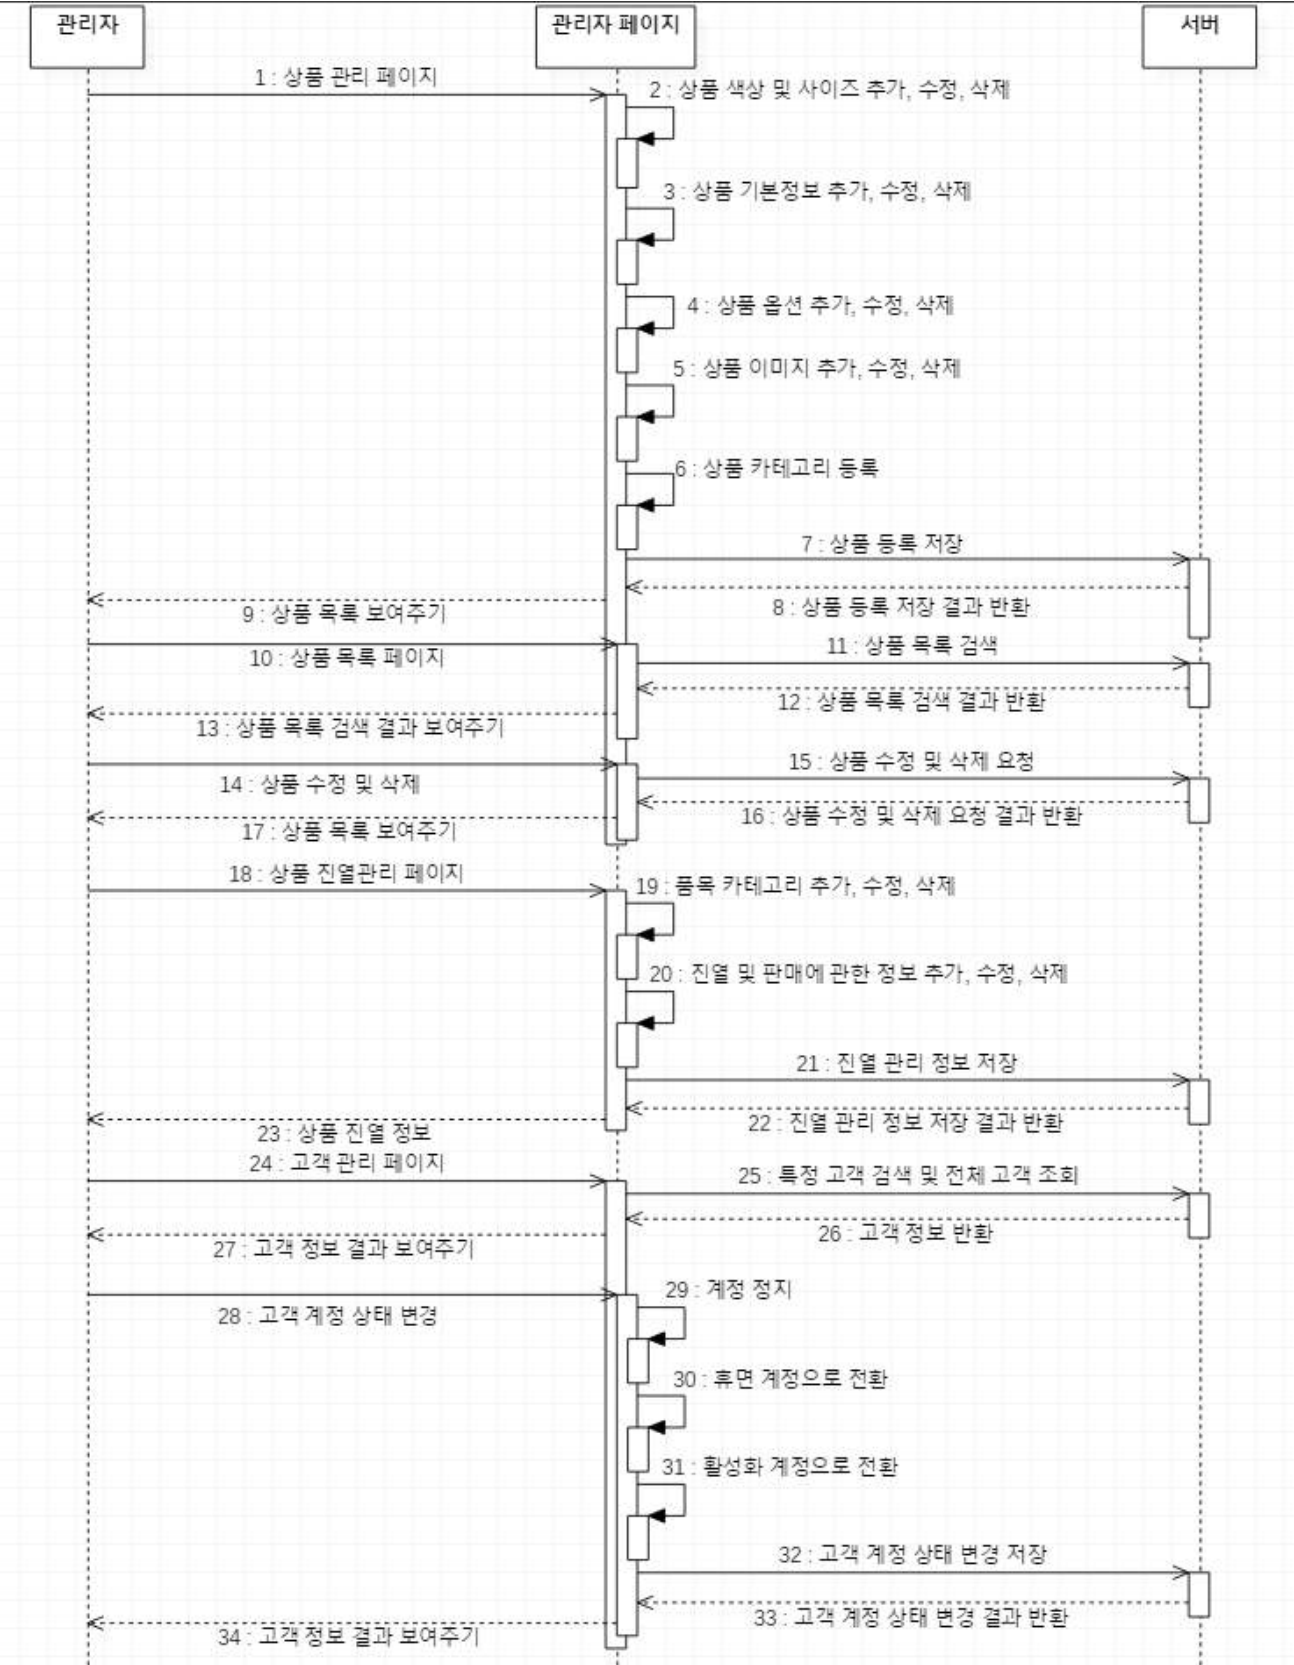 관리자
관리자 페이지
서버
1 : 상품 관리 페이지
2 : 상품 색상 및 사이즈 추가, 수정, 삭제
3 : 상품 기본정보 추가, 수정, 삭제
4 : 상품 옵션 추가, 수정, 삭제
5 : 상품 이미지 추가, 수정, 삭제
6 : 상품 카테고리 등록
7 : 상품 등록 저장
8 : 상품 등록 저장 결과 반환
9 : 상품 목록 보여주기
10 : 상품 목록 페이지
11 : 상품 목록 검색
12 : 상품 목록 검색 결과 반환
13 : 상품 목록 검색 결과 보여주기
14 : 상품 수정 및 삭제
15 : 상품 수정 및 삭제 요청
16 : 상품 수정 및 삭제 요청 결과 반환
17 : 상품 목록 보여주기
18 : 상품 진열관리 페이지
19 : 품목 카테고리 추가, 수정, 삭제
20 : 진열 및 판매에 관한 정보 추가, 수정, 삭제
21 : 진열 관리 정보 저장
22 : 진열 관리 정보 저장 결과 반환
23 : 상품 진열 정보
24 : 고객 관리 페이지
25 : 특정 고객 검색 및 전체 고객 조회
26 : 고객 정보 반환
27 : 고객 정보 결과 보여주기
28 : 고객 계정 상태 변경
29 : 계정 정지
30 : 휴면 계정으로 전환
31 : 활성화 계정으로 전환
32 : 고객 계정 상태 변경 저장
33 : 고객 계정 상태 변경 결과 반환
34 : 고객 정보 결과 보여주기